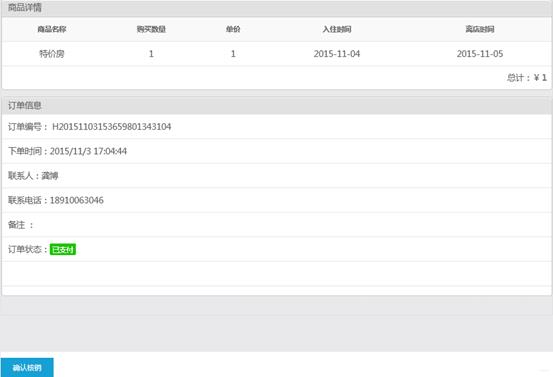 商品详情
商品名称 购买数量 单价 入住时间 离店时间
特价房 1 1 2015-11-04 2015-11-05
总计：¥ 1
订单信息
订单编号： H20151103153659801343104
下单时间：2015/11/3 17:04:44
联系人：龚博
联系电话：18910063046
备注 ：
订单状态：已支付
确认核销